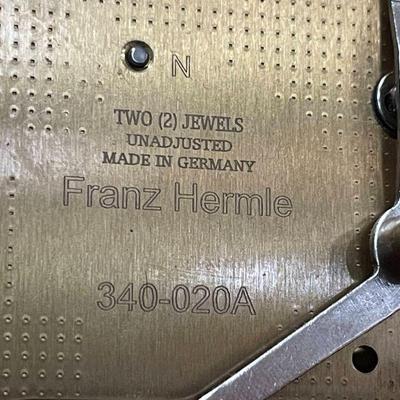 N
TWO (2) JEWELS
UNADJUSTED
MADE IN GERMANY
Franz Hermle
340-020A